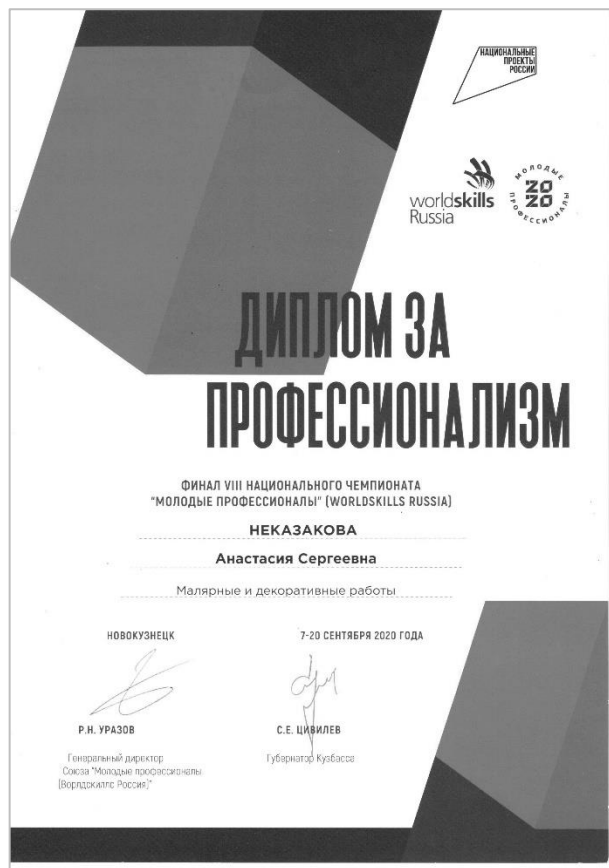 НАЦИОНАЛЬНЫЕ
ПРОЕКТЫ
РОССИИ
worldskills
Russia
МОЛОДЫЕ ПРОФЕССИОНАЛЫ
20
20
ДИПЛОМ ЗА
ПРОФЕССИОНАЛИЗМ
ФИНАЛ VIII НАЦИОНАЛЬНОГО ЧЕМПИОНАТА
"МОЛОДЫЕ ПРОФЕССИОНАЛЫ" (WORLDSKILLS RUSSIA)
НЕКАЗАКОВА
Анастасия Сергеевна
Малярные и декоративные работы
НОВОКУЗНЕЦК
7-20 СЕНТЯБРЯ 2020 ГОДА
Р.Н. УРАЗОВ
С.Е. ЦИВИЛЕВ
Генеральный директор
Союза "Молодые профессионалы
(Ворлдскиллс Россия)"
Губернатор Кузбасса